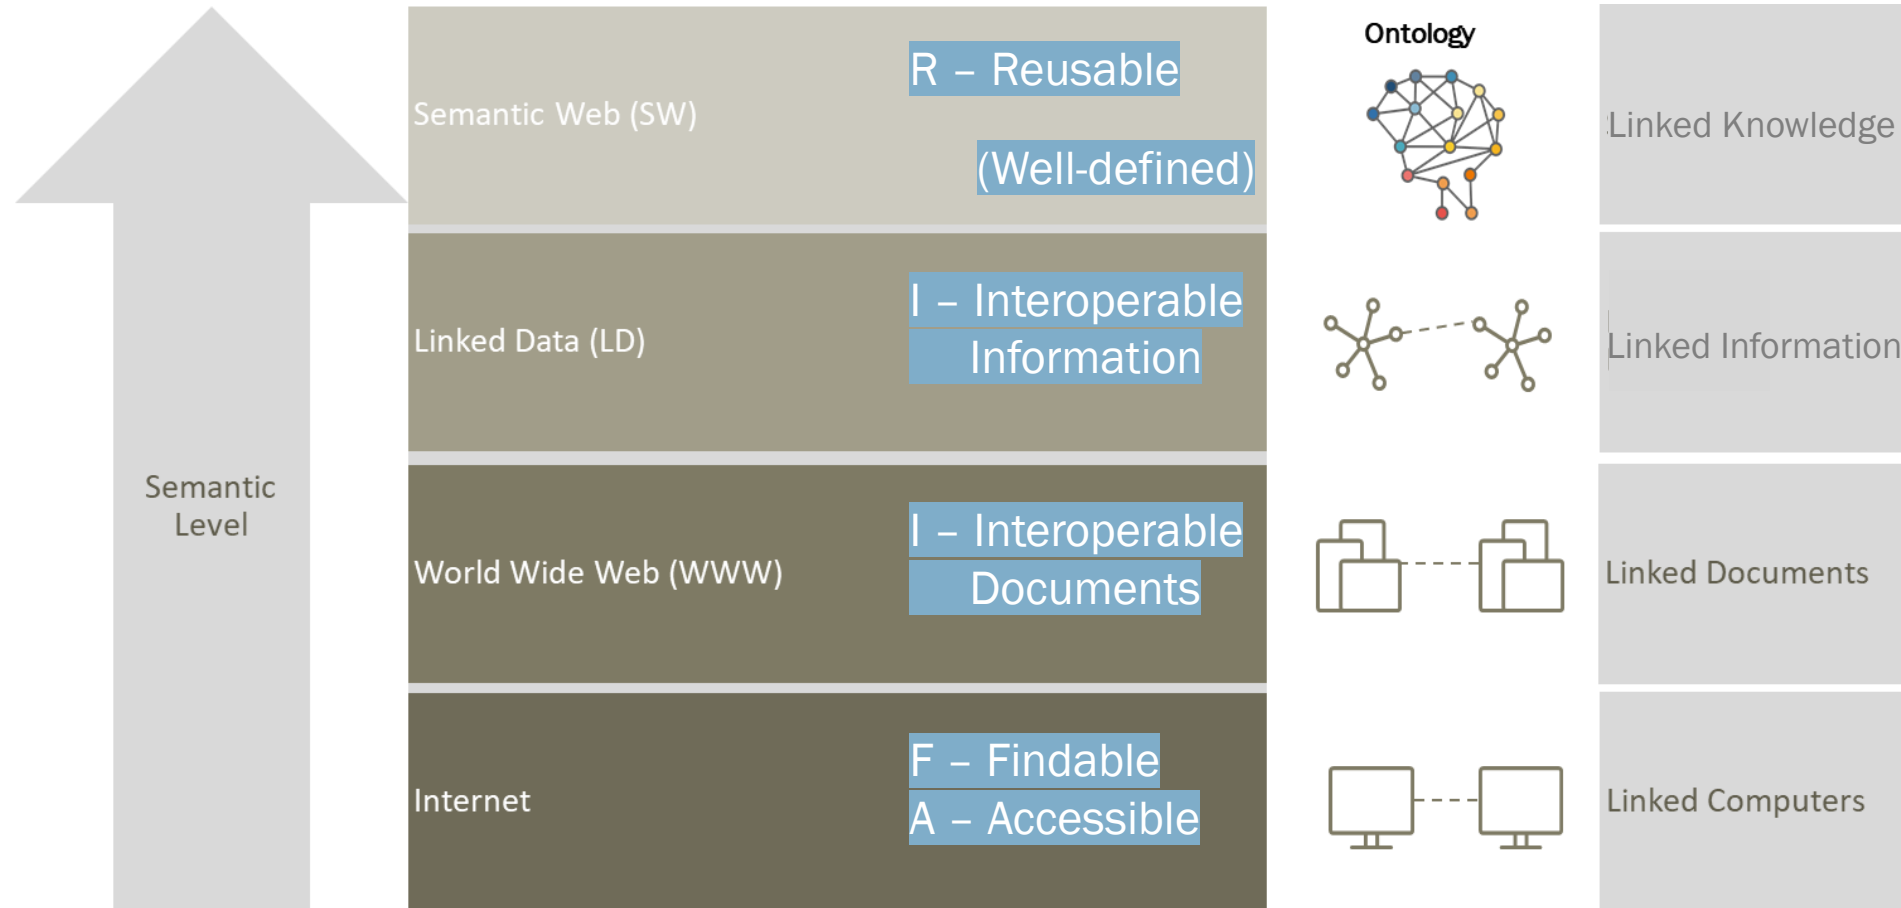 Semantic
Level
Semantic Web (SW)
R – Reusable
(Well-defined)
Ontology
Linked Knowledge
Linked Data (LD)
I – Interoperable
Information
Linked Information
World Wide Web (WWW)
I – Interoperable
Documents
Linked Documents
Internet
F – Findable
A – Accessible
Linked Computers